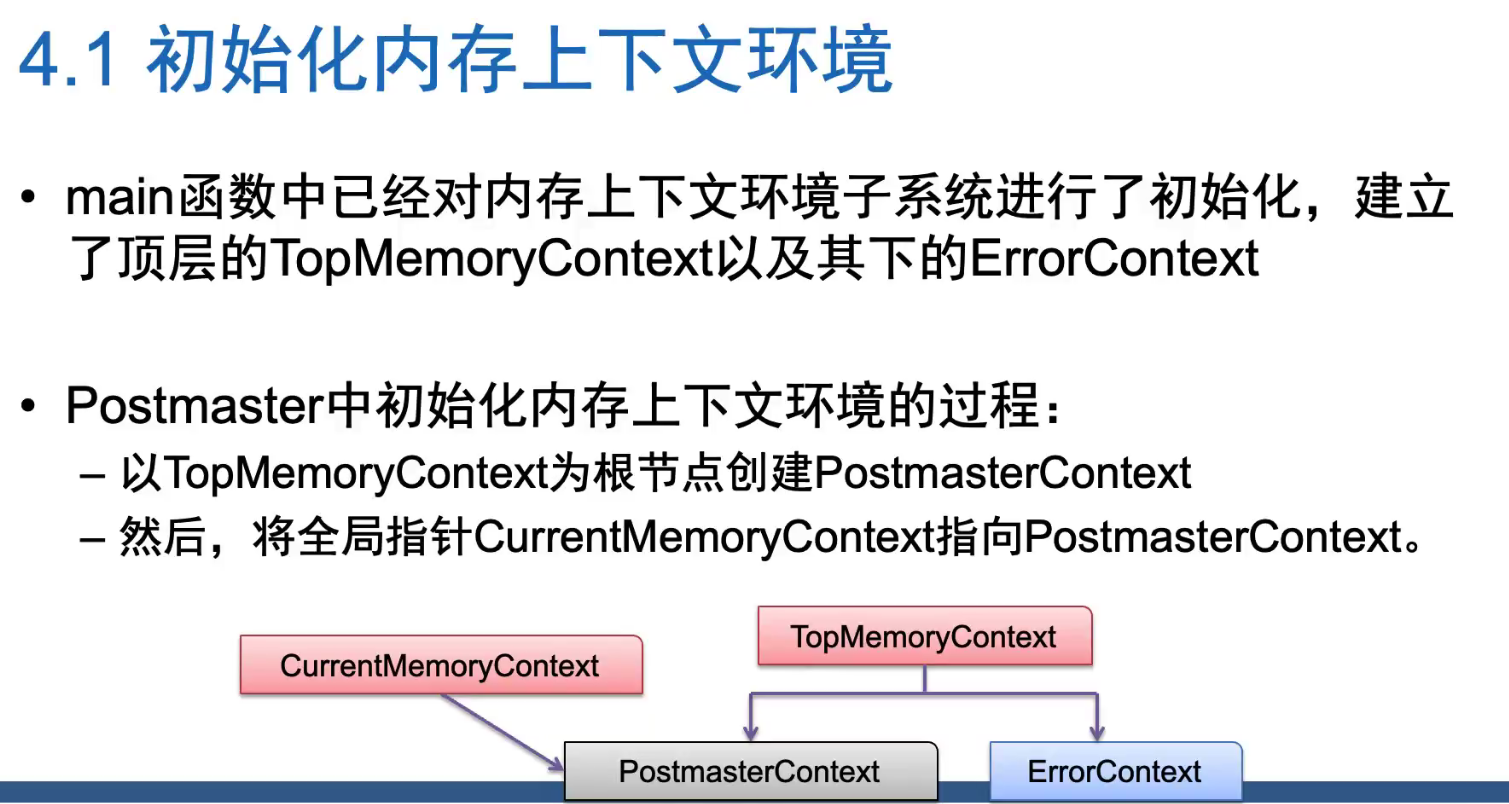 4.1 初始化内存上下文环境
• main函数中已经对内存上下文环境子系统进行了初始化，建立
了顶层的TopMemoryContext以及其下的ErrorContext
• Postmaster中初始化内存上下文环境的过程：
– 以TopMemoryContext为根节点创建PostmasterContext
– 然后，将全局指针CurrentMemoryContext指向PostmasterContext。
TopMemoryContext
CurrentMemoryContext
PostmasterContext
ErrorContext